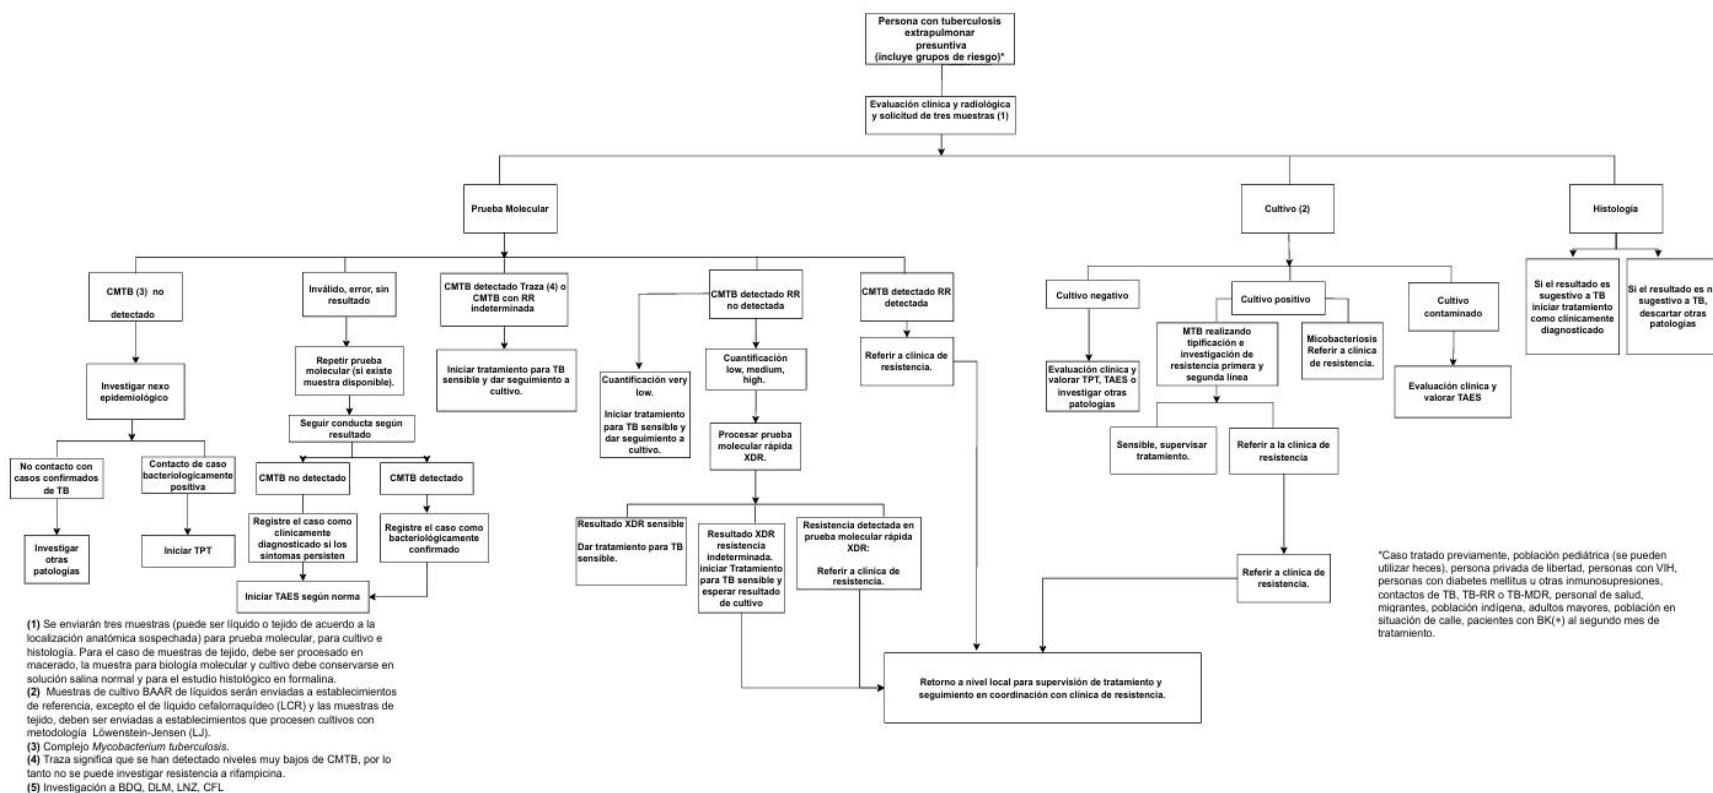 Persona con tuberculosis
extrapulmonar
presuntiva
(incluye grupos de riesgo)*
Evaluación clínica y radiológica
y solicitud de tres muestras (1)
Prueba Molecular
Cultivo (2)
Histología
CMTB (3) no
detectado
Inválido, error, sin
resultado
CMTB detectado Traza (4) o
CMTB con RR
indeterminada
CMTB detectado RR
no detectada
CMTB detectado RR
detectada
Cultivo negativo
Cultivo positivo
Cultivo
contaminado
Si el resultado es
sugestivo a TB
iniciar tratamiento
como clínicamente
diagnosticado
Si el resultado es n
sugestivo a TB,
descartar otras
patologías
Investigar nexo
epidemiológico
Repetir prueba
molecular (si existe
muestra disponible).
Iniciar tratamiento para TB
sensible y dar seguimiento a
cultivo.
Cuantificación very
low.
Iniciar tratamiento
para TB sensible y
dar seguimiento a
cultivo.
Cuantificación
low, medium,
high.
Referir a clínica de
resistencia.
Evaluación clínica y
valorar TPT, TAES o
investigar otras
patologías
MTB realizando
tipificación e
investigación de
resistencia primera y
segunda línea
Micobacteriosis
Referir a clínica
de resistencia.
Evaluación clínica y
valorar TAES
Seguir conducta según
resultado
Procesar prueba
molecular rápida
XDR.
Sensible, supervisar
tratamiento.
Referir a la clínica de
resistencia
No contacto con
casos confirmados
de TB
Contacto de caso
bacteriologicamente
positiva
CMTB no detectado
CMTB detectado
Investigar
otras
patologías
Iniciar TPT
Registre el caso como
clínicamente
diagnosticado si los
síntomas persisten
Registre el caso como
bacteriológicamente
confirmado
Resultado XDR sensible
Dar tratamiento para TB
sensible.
Resultado XDR
resistencia
indeterminada.
iniciar Tratamiento
para TB sensible y
esperar resultado
de cultivo
Resistencia detectada en
prueba molecular rápida
XDR:
Referir a clínica de
resistencia.
Referir a clínica de
resistencia.
Iniciar TAES según norma
Retorno a nivel local para supervisión de tratamiento y
seguimiento en coordinación con clínica de resistencia.
*Caso tratado previamente, población pediátrica (se pueden
utilizar heces), persona privada de libertad, personas con VIH,
personas con diabetes mellitus u otras inmunosupresiones,
contactos de TB, TB-RR o TB-MDR, personal de salud,
migrantes, población indígena, adultos mayores, población en
situación de calle, pacientes con BK(+) al segundo mes de
tratamiento.
(1) Se enviarán tres muestras (puede ser líquido o tejido de acuerdo a la
localización anatómica sospechada) para prueba molecular, para cultivo e
histología. Para el caso de muestras de tejido, debe ser procesado en
macerado, la muestra para biología molecular y cultivo debe conservarse en
solución salina normal y para el estudio histológico en formalina.
(2) Muestras de cultivo BAAR de líquidos serán enviadas a establecimientos
de referencia, excepto el de líquido cefalorraquídeo (LCR) y las muestras de
tejido, deben ser enviadas a establecimientos que procesen cultivos con
metodología Löwenstein-Jensen (LJ).
(3) Complejo Mycobacterium tuberculosis.
(4) Traza significa que se han detectado niveles muy bajos de CMTB, por lo
tanto no se puede investigar resistencia a rifampicina.
(5) Investigación a BDQ, DLM, LNZ, CFL